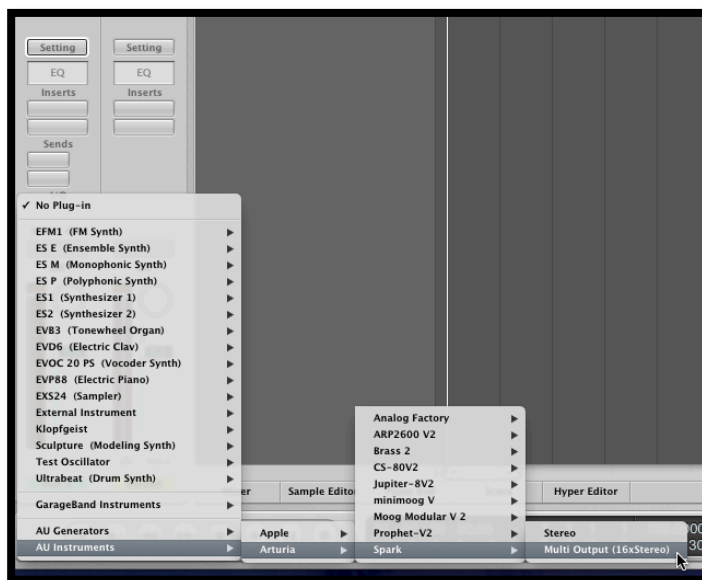 Setting
Setting
EQ
EQ
Inserts
Inserts
Sends
✓ No Plug-in
EFM1 (FM Synth)
ES E (Ensemble Synth)
ES M (Monophonic Synth)
ES P (Polyphonic Synth)
ES1 (Synthesizer 1)
ES2 (Synthesizer 2)
EVB3 (Tonewheel Organ)
EVD6 (Electric Clav)
EVOC 20 PS (Vocoder Synth)
EVP88 (Electric Piano)
EXS24 (Sampler)
External Instrument
Klopfgeist
Sculpture (Modeling Synth)
Test Oscillator
Ultrabeat (Drum Synth)
GarageBand Instruments
AU Generators
AU Instruments
Apple
Arturia
Analog Factory
ARP2600 V2
Brass 2
CS-80V2
Jupiter-8V2
minimoog V
Moog Modular V 2
Prophet-V2
Spark
Stereo
Multi Output (16xStereo)
Sample Editor
Hyper Editor